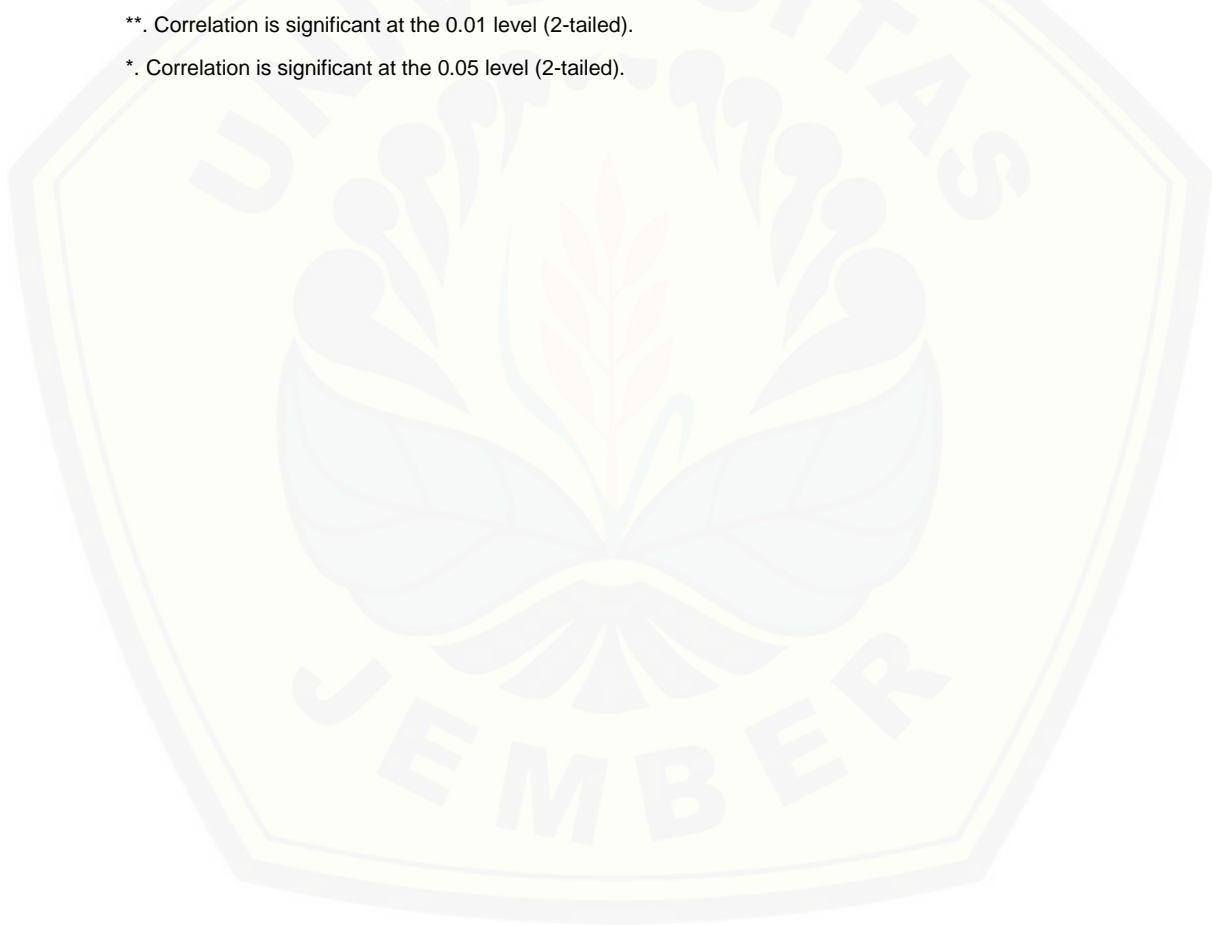 **. Correlation is significant at the 0.01 level (2-tailed).
*. Correlation is significant at the 0.05 level (2-tailed).
UNIVERSITAS
JEMBER